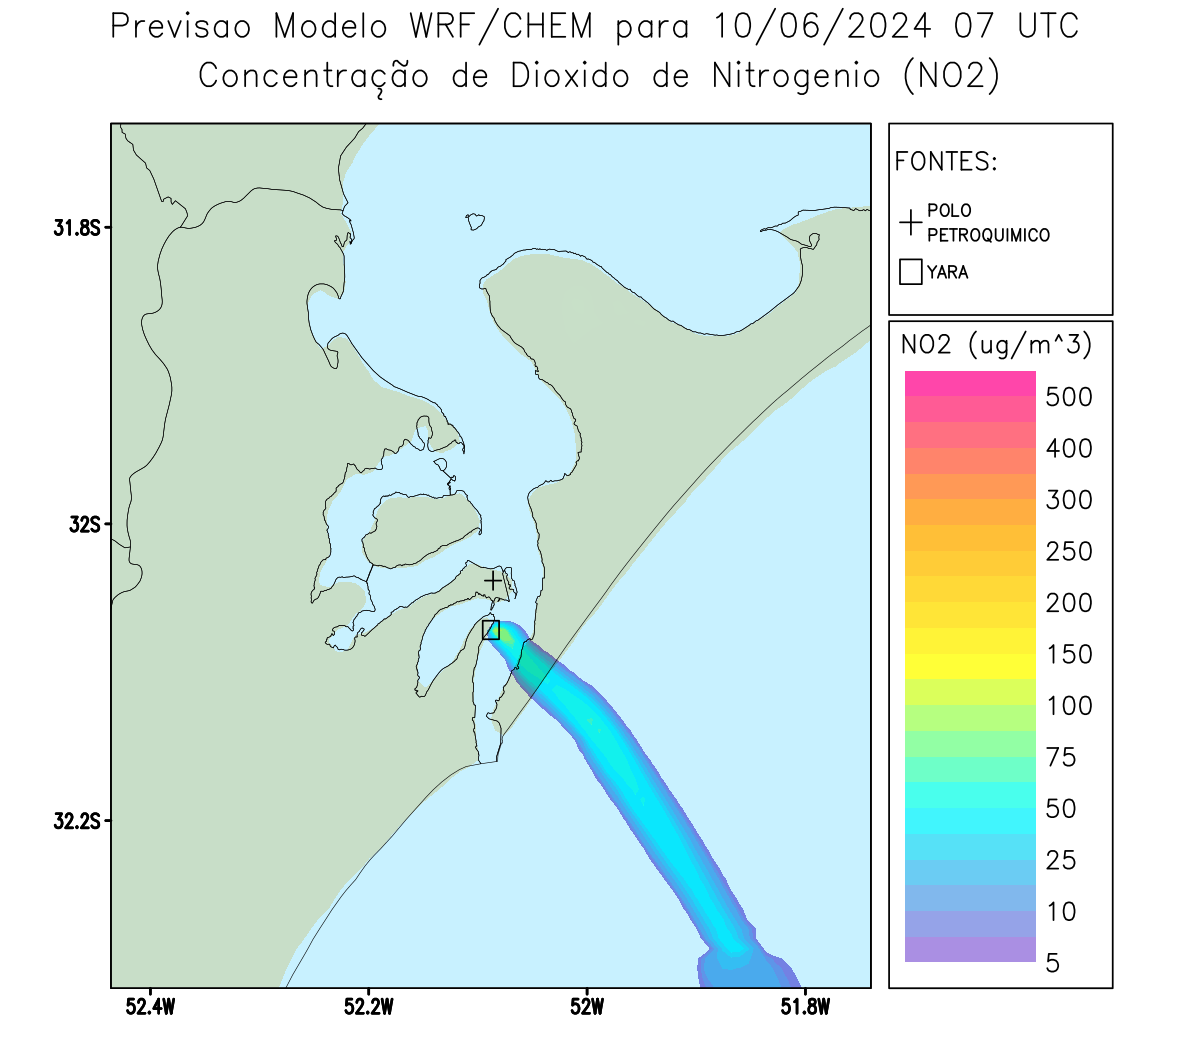 Previsao Modelo WRF/CHEM para 10/06/2024 07 UTC
Concentração de Dioxido de Nitrogenio (NO2)
FONTES:
POLO
PETROQUIMICO
YARA
NO2 (ug/m^3)
500
400
300
250
200
150
100
75
50
25
10
5
31.8S
32S
32.2S
52.4W
52.2W
52W
51.8W